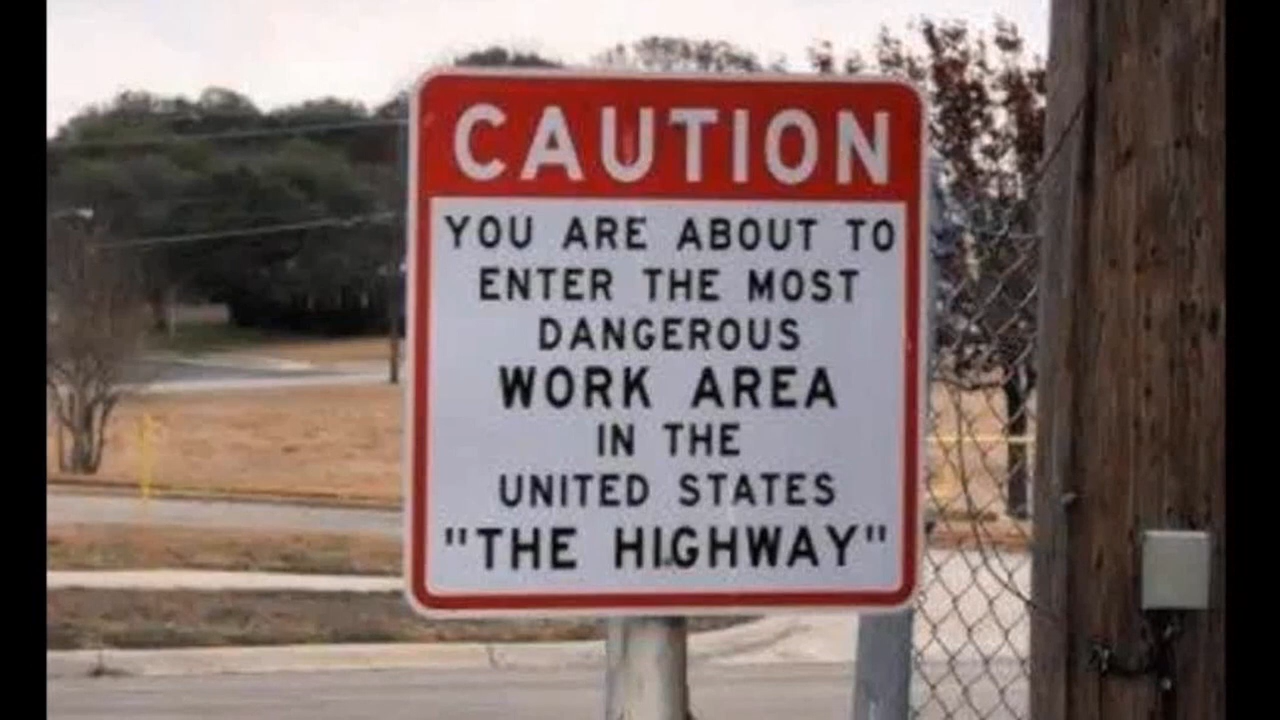 CAUTION
YOU ARE ABOUT TO
ENTER THE MOST
DANGEROUS
WORK AREA
IN THE
UNITED STATES
"THE HIGHWAY"